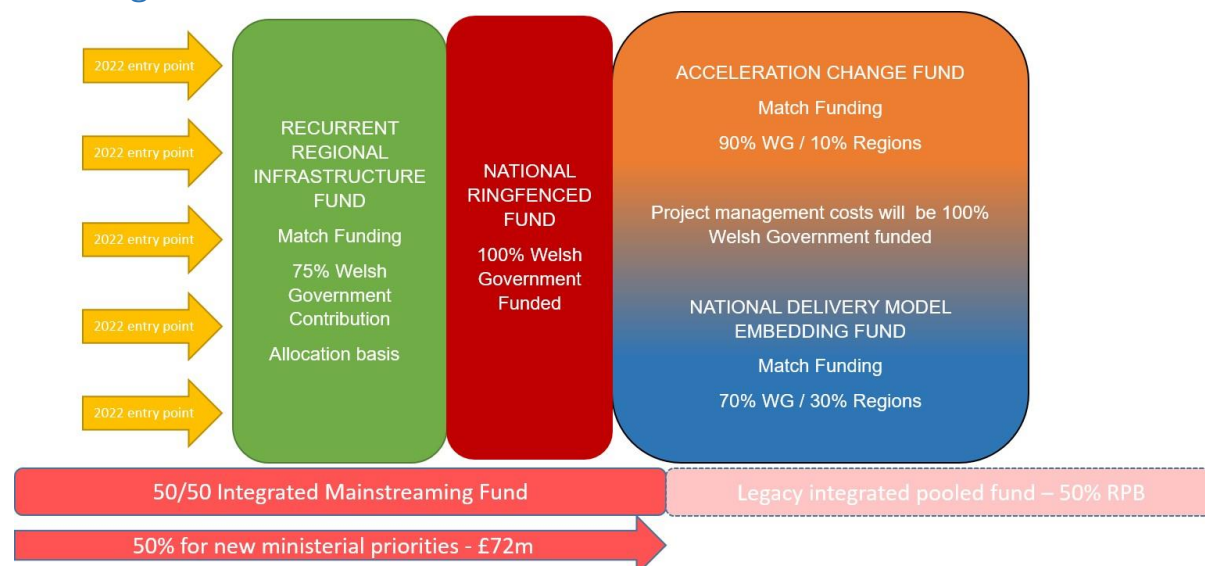 2022 entry point
2022 entry point
2022 entry point
2022 entry point
2022 entry point
RECURRENT
REGIONAL
INFRASTRUCTURE
FUND
Match Funding
75% Welsh
Government
Contribution
Allocation basis
NATIONAL
RINGFENCED
FUND
100% Welsh
Government
Funded
ACCELERATION CHANGE FUND
Match Funding
90% WG / 10% Regions
Project management costs will be 100%
Welsh Government funded
NATIONAL DELIVERY MODEL
EMBEDDING FUND
Match Funding
70% WG / 30% Regions
50/50 Integrated Mainstreaming Fund
Legacy integrated pooled fund – 50% RPB
50% for new ministerial priorities - £72m